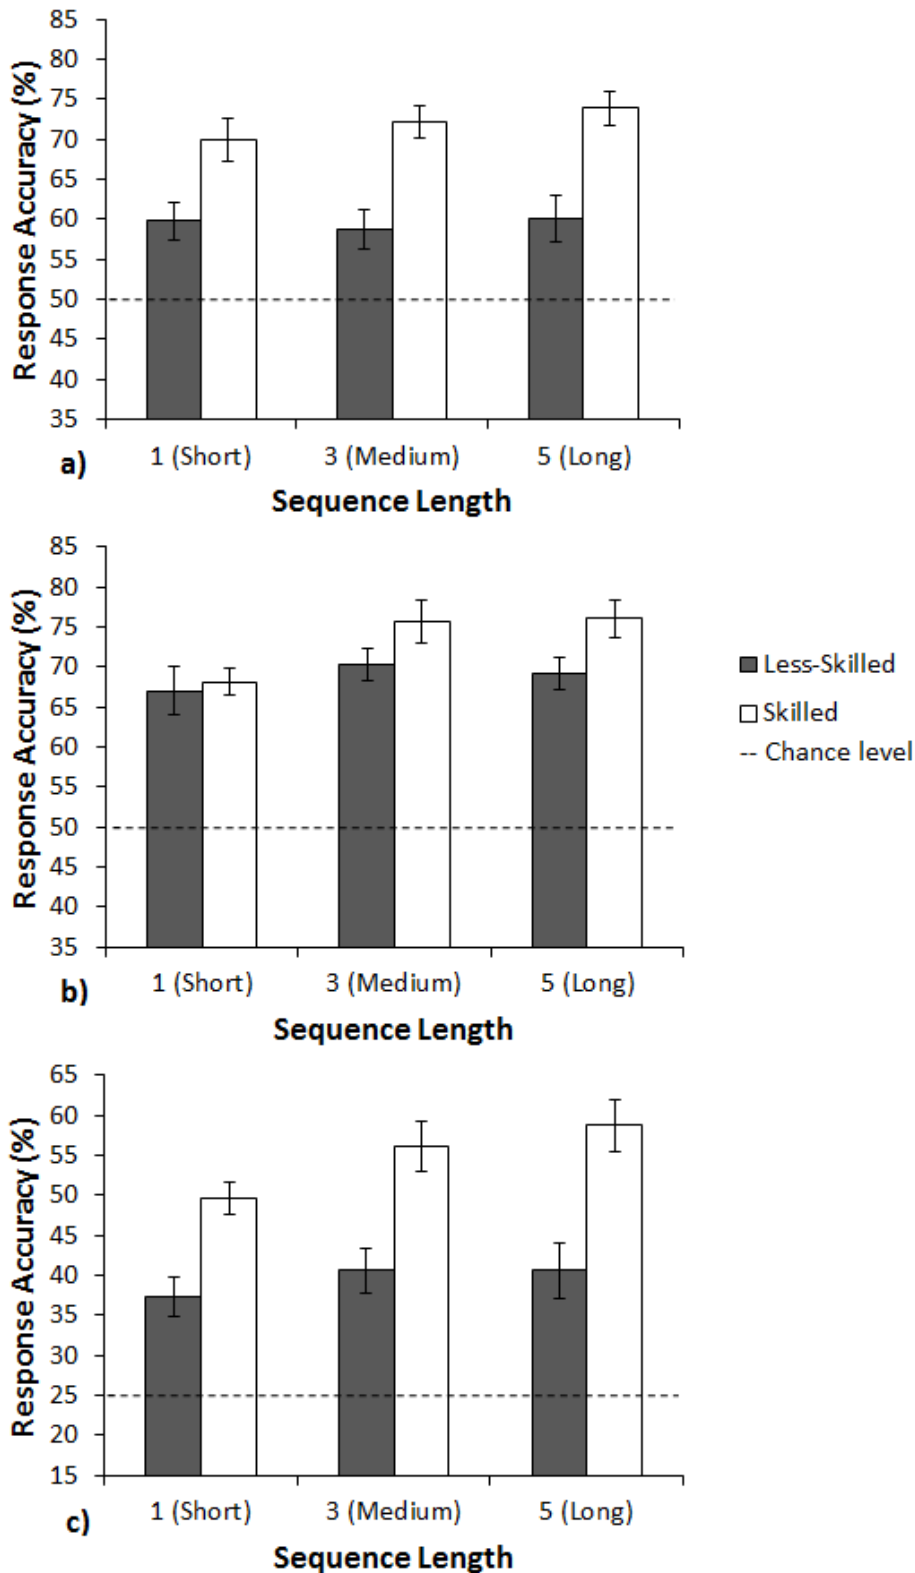 85
80
75
70
65
60
55
50
45
40
35
Response Accuracy (%)
1 (Short) 3 (Medium) 5 (Long)
a)
Sequence Length
85
80
75
70
65
60
55
50
45
40
35
Response Accuracy (%)
1 (Short) 3 (Medium) 5 (Long)
b)
Sequence Length
Less-Skilled
Skilled
-- Chance level
65
60
55
50
45
40
35
30
25
20
15
Response Accuracy (%)
1 (Short) 3 (Medium) 5 (Long)
c)
Sequence Length